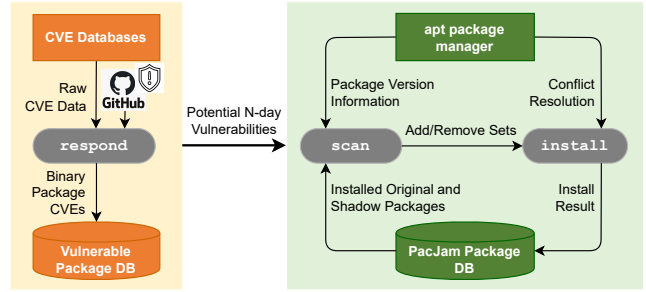 CVE Databases
Raw
CVE Data
GitHub
respond
Binary
Package
CVEs
Vulnerable
Package DB
Potential N-day
Vulnerabilities
apt package
manager
Package Version
Information
Conflict
Resolution
scan
Add/Remove Sets
install
Installed Original and
Shadow Packages
Install
Result
PacJam Package
DB